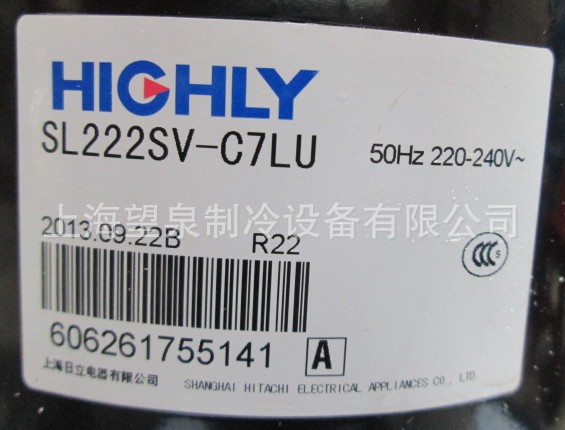 HIGHLY
SL222SV-C7LU
50Hz 220-240V~
上海望泉制冷设备有限公司
2013.09.22B
R22
CCC S
606261755141
A
上海日立电器有限公司
SHANGHAI HITACHI ELECTRICAL APPLIANCES CO., LTD.